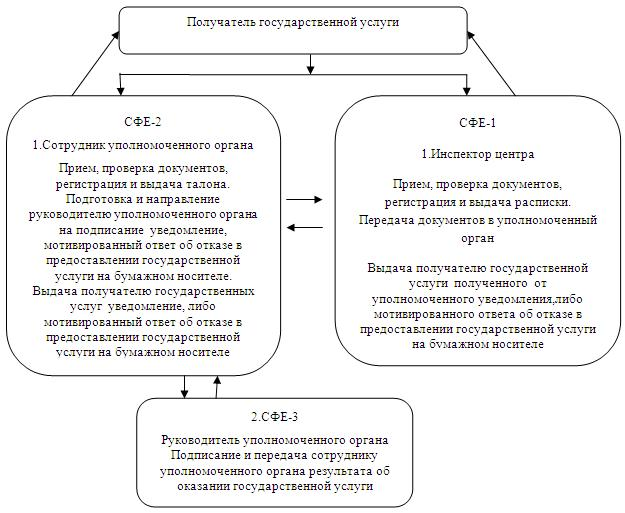 Получатель государственной услуги
СФЕ-2
1.Сотрудник уполномоченного органа
Прием, проверка документов,
регистрация и выдача талона.
Подготовка и направление
руководителю уполномоченного органа
на подписание уведомление,
мотивированный ответ об отказе в
предоставлении государственной
услуги на бумажном носителе.
Выдача получателю государственных
услуг уведомление, либо
мотивированный ответ об отказе в
предоставлении государственной
услуги на бумажном носителе
СФЕ-1
1.Инспектор центра
Прием, проверка документов,
регистрация и выдача расписки.
Передача документов в уполномоченный
орган
Выдача получателю государственной
услуги полученного от
уполномоченного уведомления,либо
мотивированного ответа об отказе в
предоставлении государственной услуги
на бумажном носителе
2.СФЕ-3
Руководитель уполномоченного органа
Подписание и передача сотруднику
уполномоченного органа результата об
оказании государственной услуги